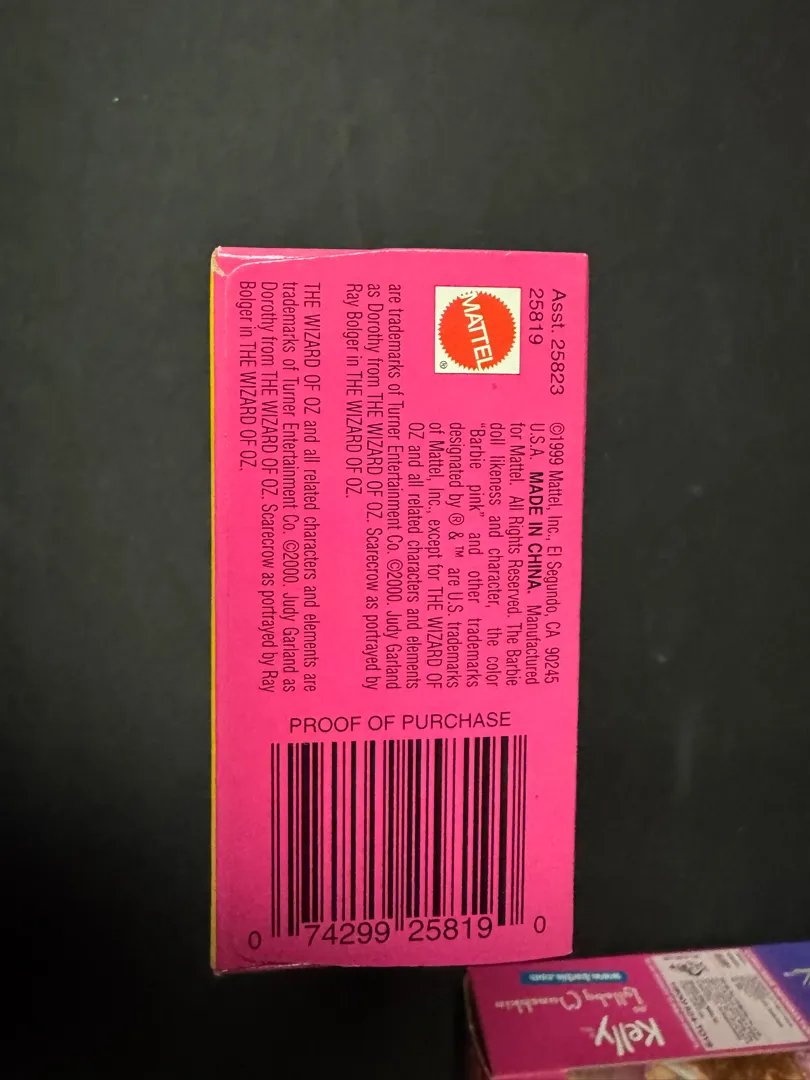 Asst. 25823
25819
MATTEL
®
©1999 Mattel, Inc., El Segundo, CA 90245
U.S.A. MADE IN CHINA. Manufactured
for Mattel. All Rights Reserved. The Barbie
doll likeness and character, the color
"Barbie pink" and other trademarks
designated by ® & ™ are U.S. trademarks
of Mattel, Inc., except for THE WIZARD OF
OZ and all related characters and elements
are trademarks of Turner Entertainment Co. ©2000. Judy Garland
as Dorothy from THE WIZARD OF OZ. Scarecrow as portrayed by
Ray Bolger in THE WIZARD OF OZ.
THE WIZARD OF OZ and all related characters and elements are
trademarks of Turner Entertainment Co. ©2000. Judy Garland as
Dorothy from THE WIZARD OF OZ. Scarecrow as portrayed by Ray
Bolger in THE WIZARD OF OZ.
PROOF OF PURCHASE
0 74299 25819 0
www.barbie.com
Lullaby Munchkin
Kelly